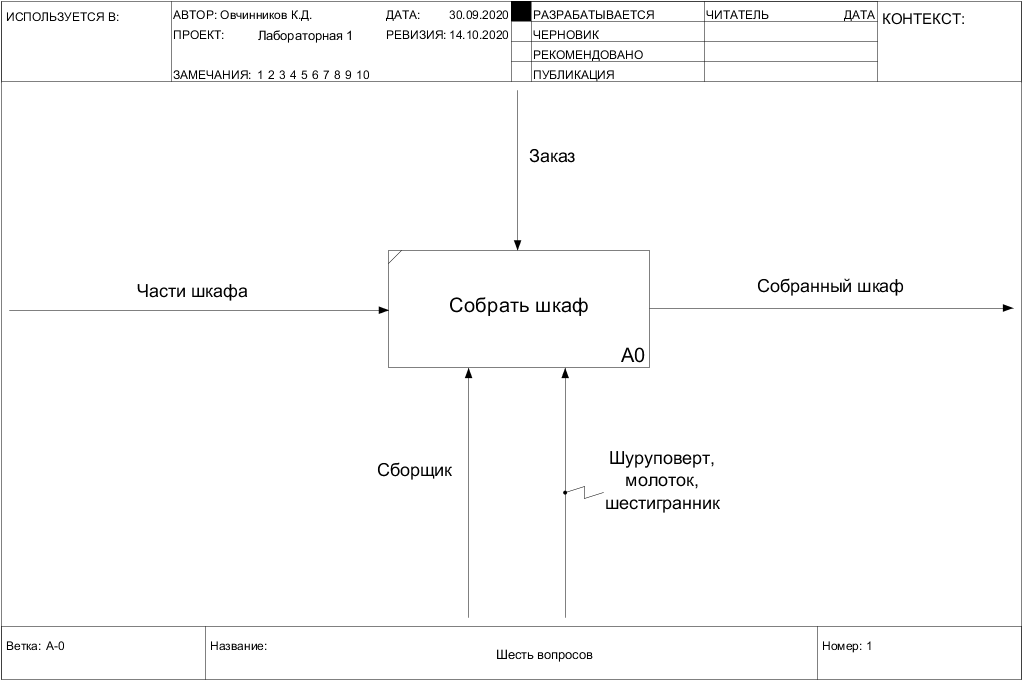 ИСПОЛЬЗУЕТСЯ В:
АВТОР: Овчинников К.Д.
ДАТА: 30.09.2020
ПРОЕКТ: Лабораторная 1
РЕВИЗИЯ: 14.10.2020
ЗАМЕЧАНИЯ: 1 2 3 4 5 6 7 8 9 10
РАЗРАБАТЫВАЕТСЯ
ЧЕРНОВИК
РЕКОМЕНДОВАНО
ПУБЛИКАЦИЯ
ЧИТАТЕЛЬ ДАТА
КОНТЕКСТ:
Заказ
Части шкафа
Собрать шкаф
A0
Собранный шкаф
Сборщик
Шуруповерт,
молоток,
шестигранник
Ветка: A-0
Название:
Шесть вопросов
Номер: 1